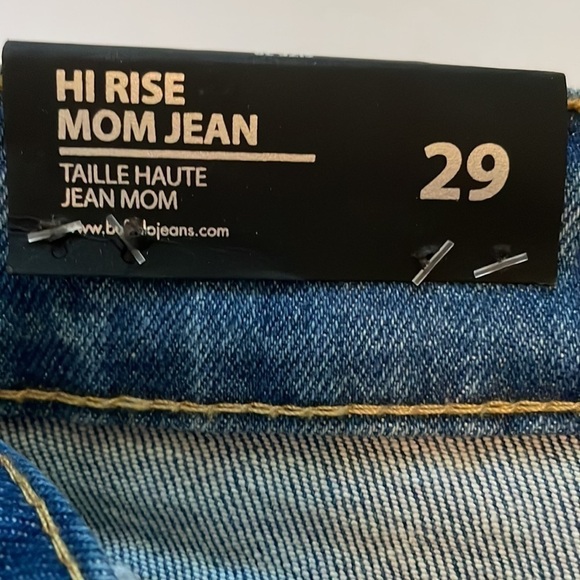 HI RISE
MOM JEAN
TAILLE HAUTE
JEAN MOM
29